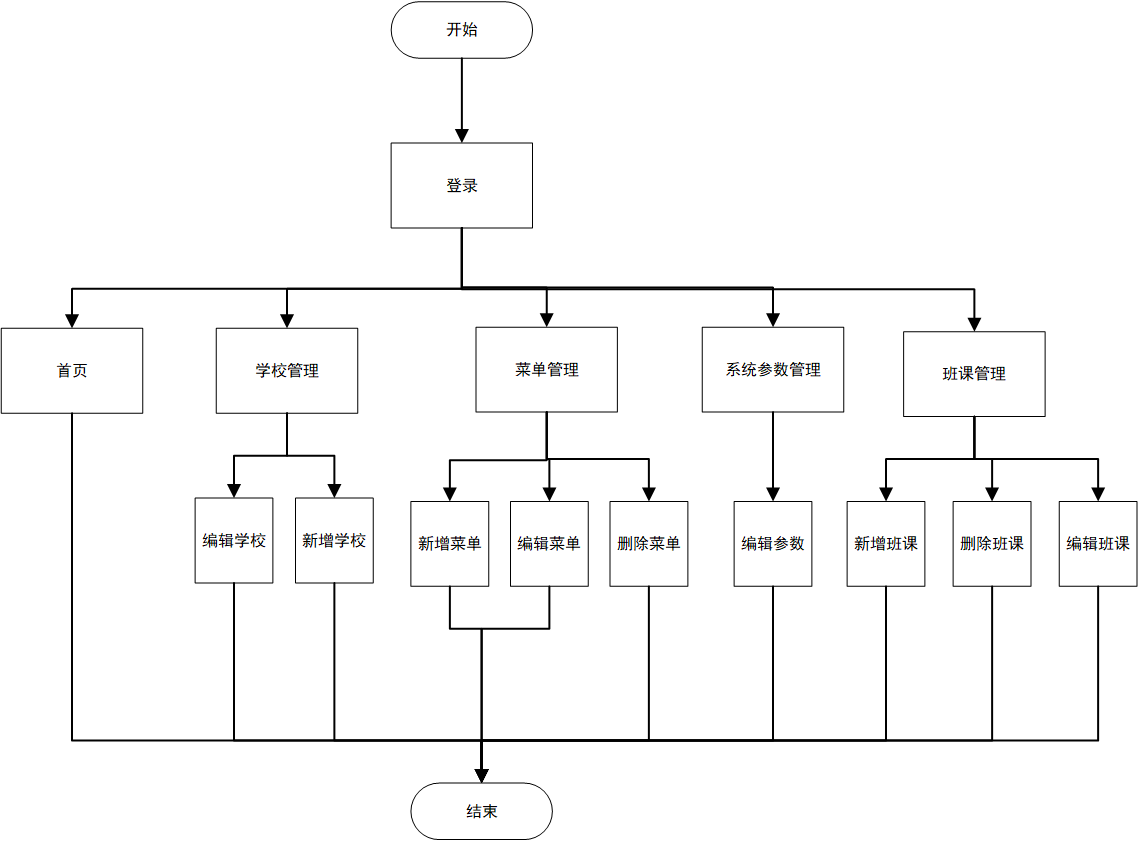 开始
登录
首页
学校管理
菜单管理
系统参数管理
班课管理
编辑学校
新增学校
新增菜单
编辑菜单
删除菜单
编辑参数
新增班课
删除班课
编辑班课
结束